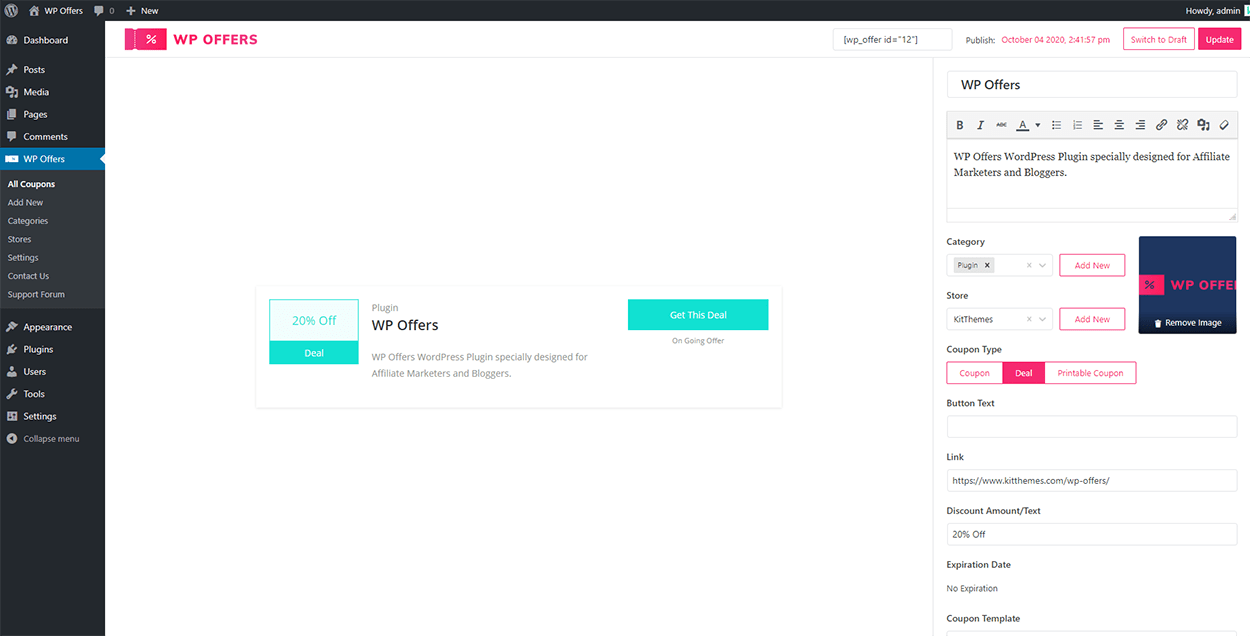 WP Offers
0
New
Howdy, admin
Dashboard
Posts
Media
Pages
Comments
WP Offers
All Coupons
Add New
Categories
Stores
Settings
Contact Us
Support Forum
Appearance
Plugins
Users
Tools
Settings
Collapse menu
% WP OFFERS
[wp_offer id="12"]
Publish: October 04 2020, 2:41:57 pm
Switch to Draft
Update
20% Off
Deal
Plugin
WP Offers
WP Offers WordPress Plugin specially designed for
Affiliate Marketers and Bloggers.
Get This Deal
On Going Offer
WP Offers
B I ABC A
WP Offers WordPress Plugin specially designed for Affiliate
Marketers and Bloggers.
Category
Plugin ×
×
Add New
Store
KitThemes
×
Add New
% WP OFFE
Remove Image
Coupon Type
Coupon
Deal
Printable Coupon
Button Text
Link
https://www.kitthemes.com/wp-offers/
Discount Amount/Text
20% Off
Expiration Date
No Expiration
Coupon Template